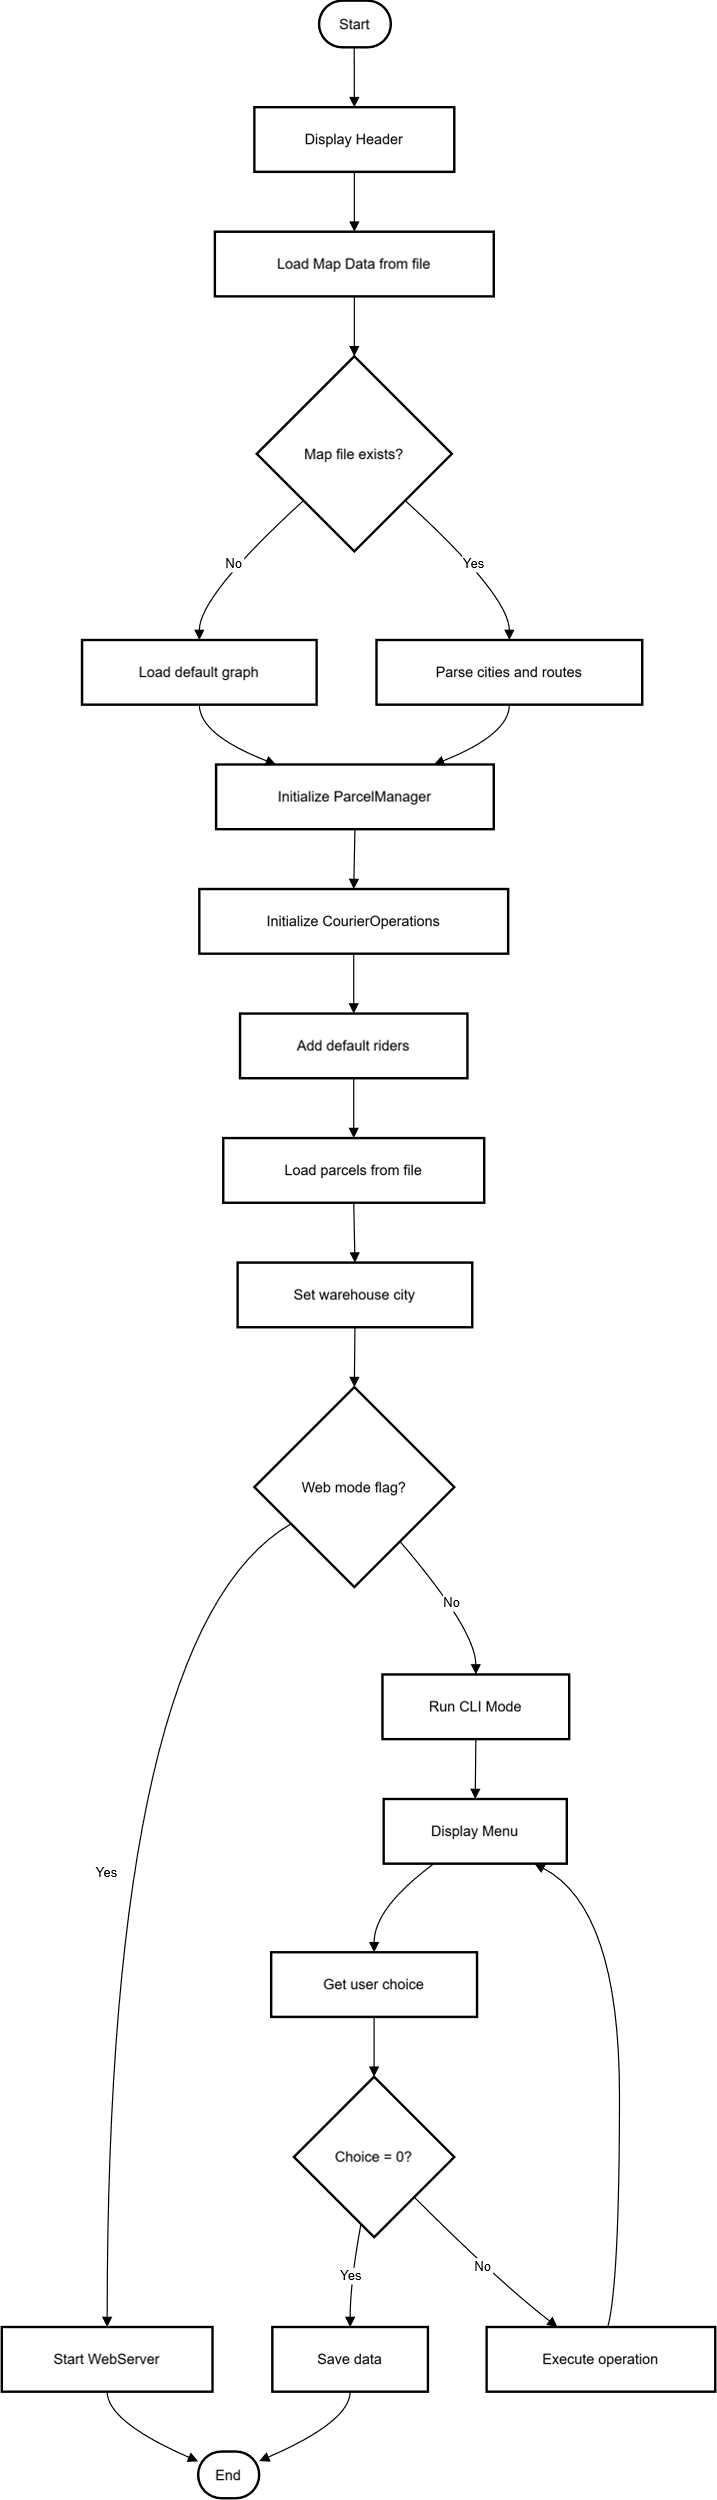 Start
Display Header
Load Map Data from file
Map file exists?
No
Yes
Load default graph
Parse cities and routes
Initialize ParcelManager
Initialize CourierOperations
Add default riders
Load parcels from file
Set warehouse city
Web mode flag?
No
Run CLI Mode
Display Menu
Yes
Get user choice
Choice = 0?
Yes
No
Start WebServer
Save data
Execute operation
End